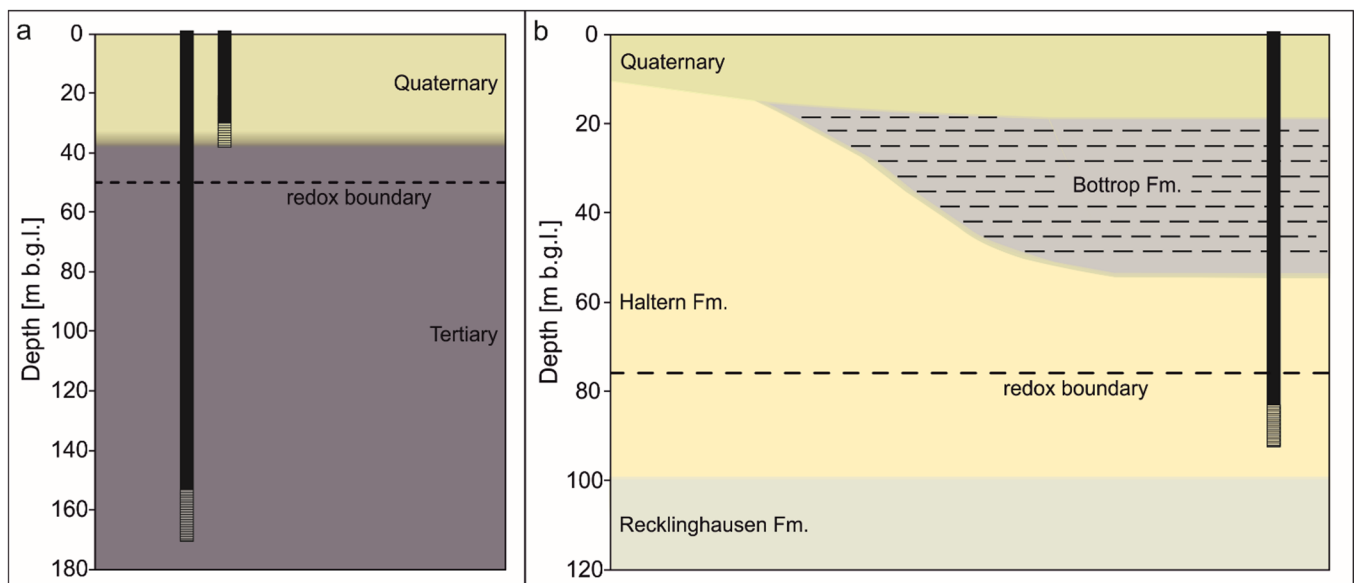 a
0
20
40
60
80
100
120
140
160
180
Depth [m b.g.l.]
Quaternary
redox boundary
Tertiary
b
0
20
40
60
80
100
120
Depth [m b.g.l.]
Quaternary
Bottrop Fm.
Haltern Fm.
redox boundary
Recklinghausen Fm.